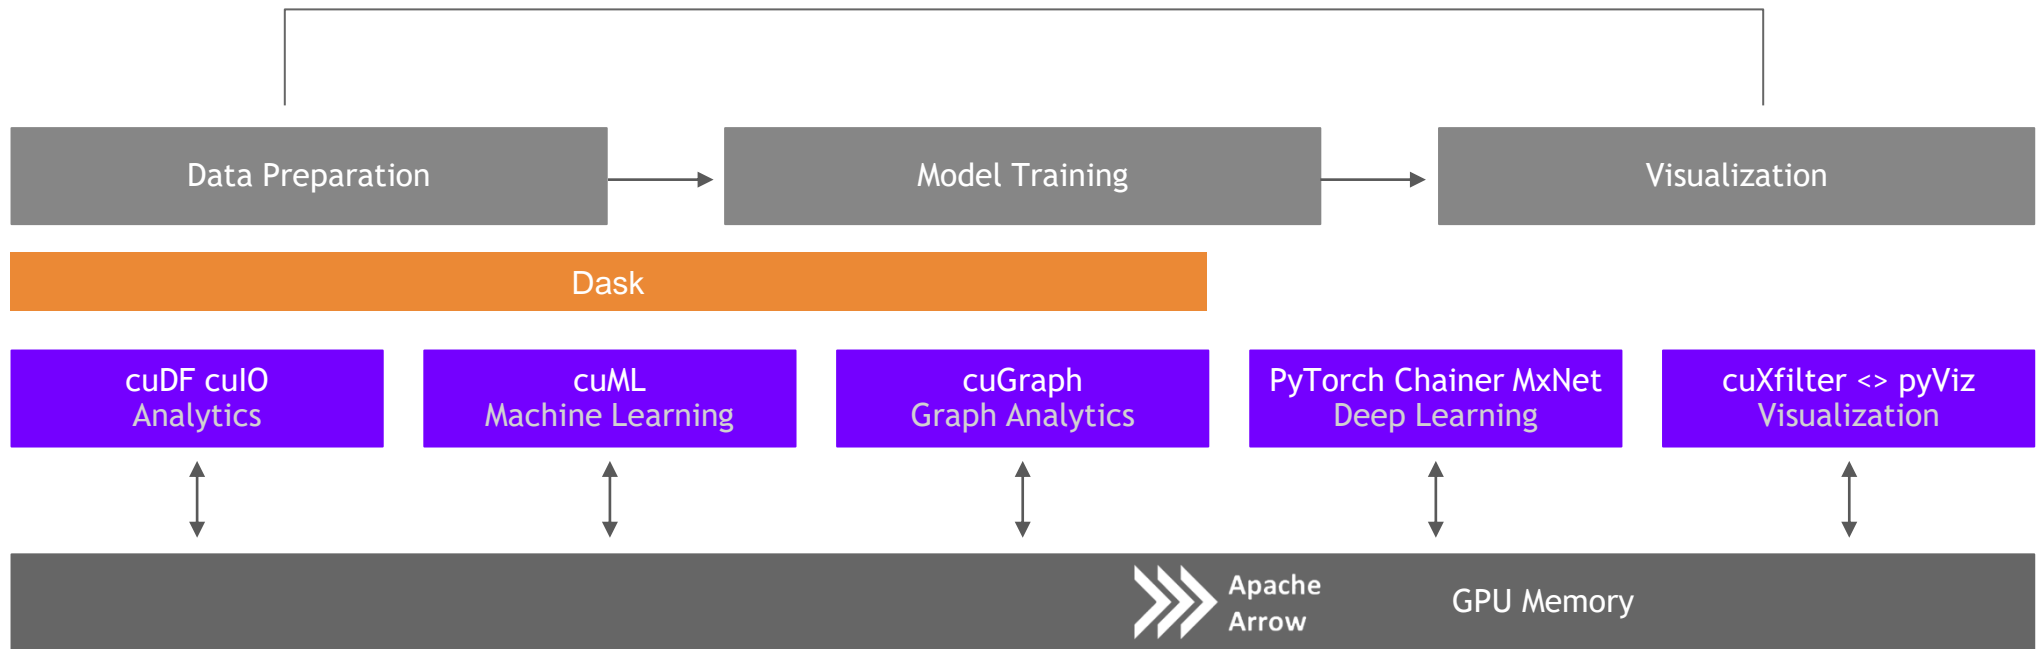 Data Preparation
Model Training
Visualization
Dask
cuDF cuIO
Analytics
cuML
Machine Learning
cuGraph
Graph Analytics
PyTorch Chainer MxNet
Deep Learning
cuXfilter <> pyViz
Visualization
Apache
Arrow
GPU Memory